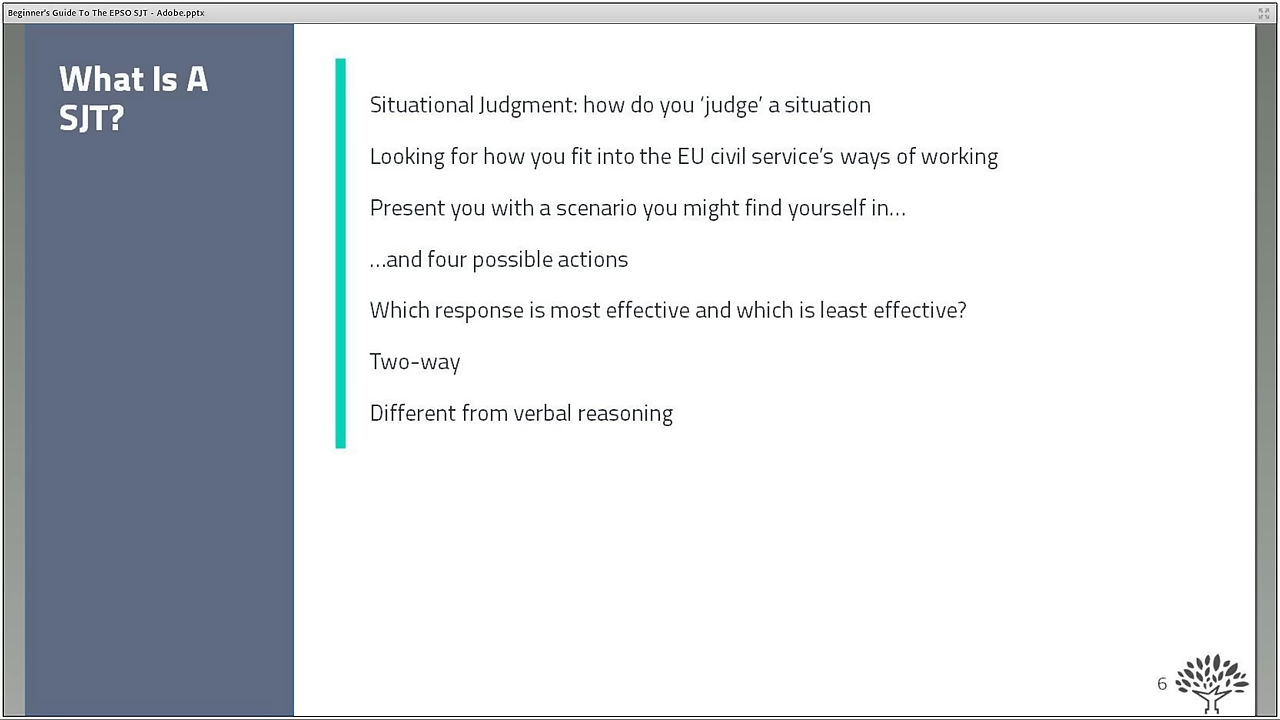 Beginner's Guide To The EPSO SJT - Adobe.pptx
What Is A
SJT?
Situational Judgment: how do you ‘judge’ a situation
Looking for how you fit into the EU civil service’s ways of working
Present you with a scenario you might find yourself in…
…and four possible actions
Which response is most effective and which is least effective?
Two-way
Different from verbal reasoning
6